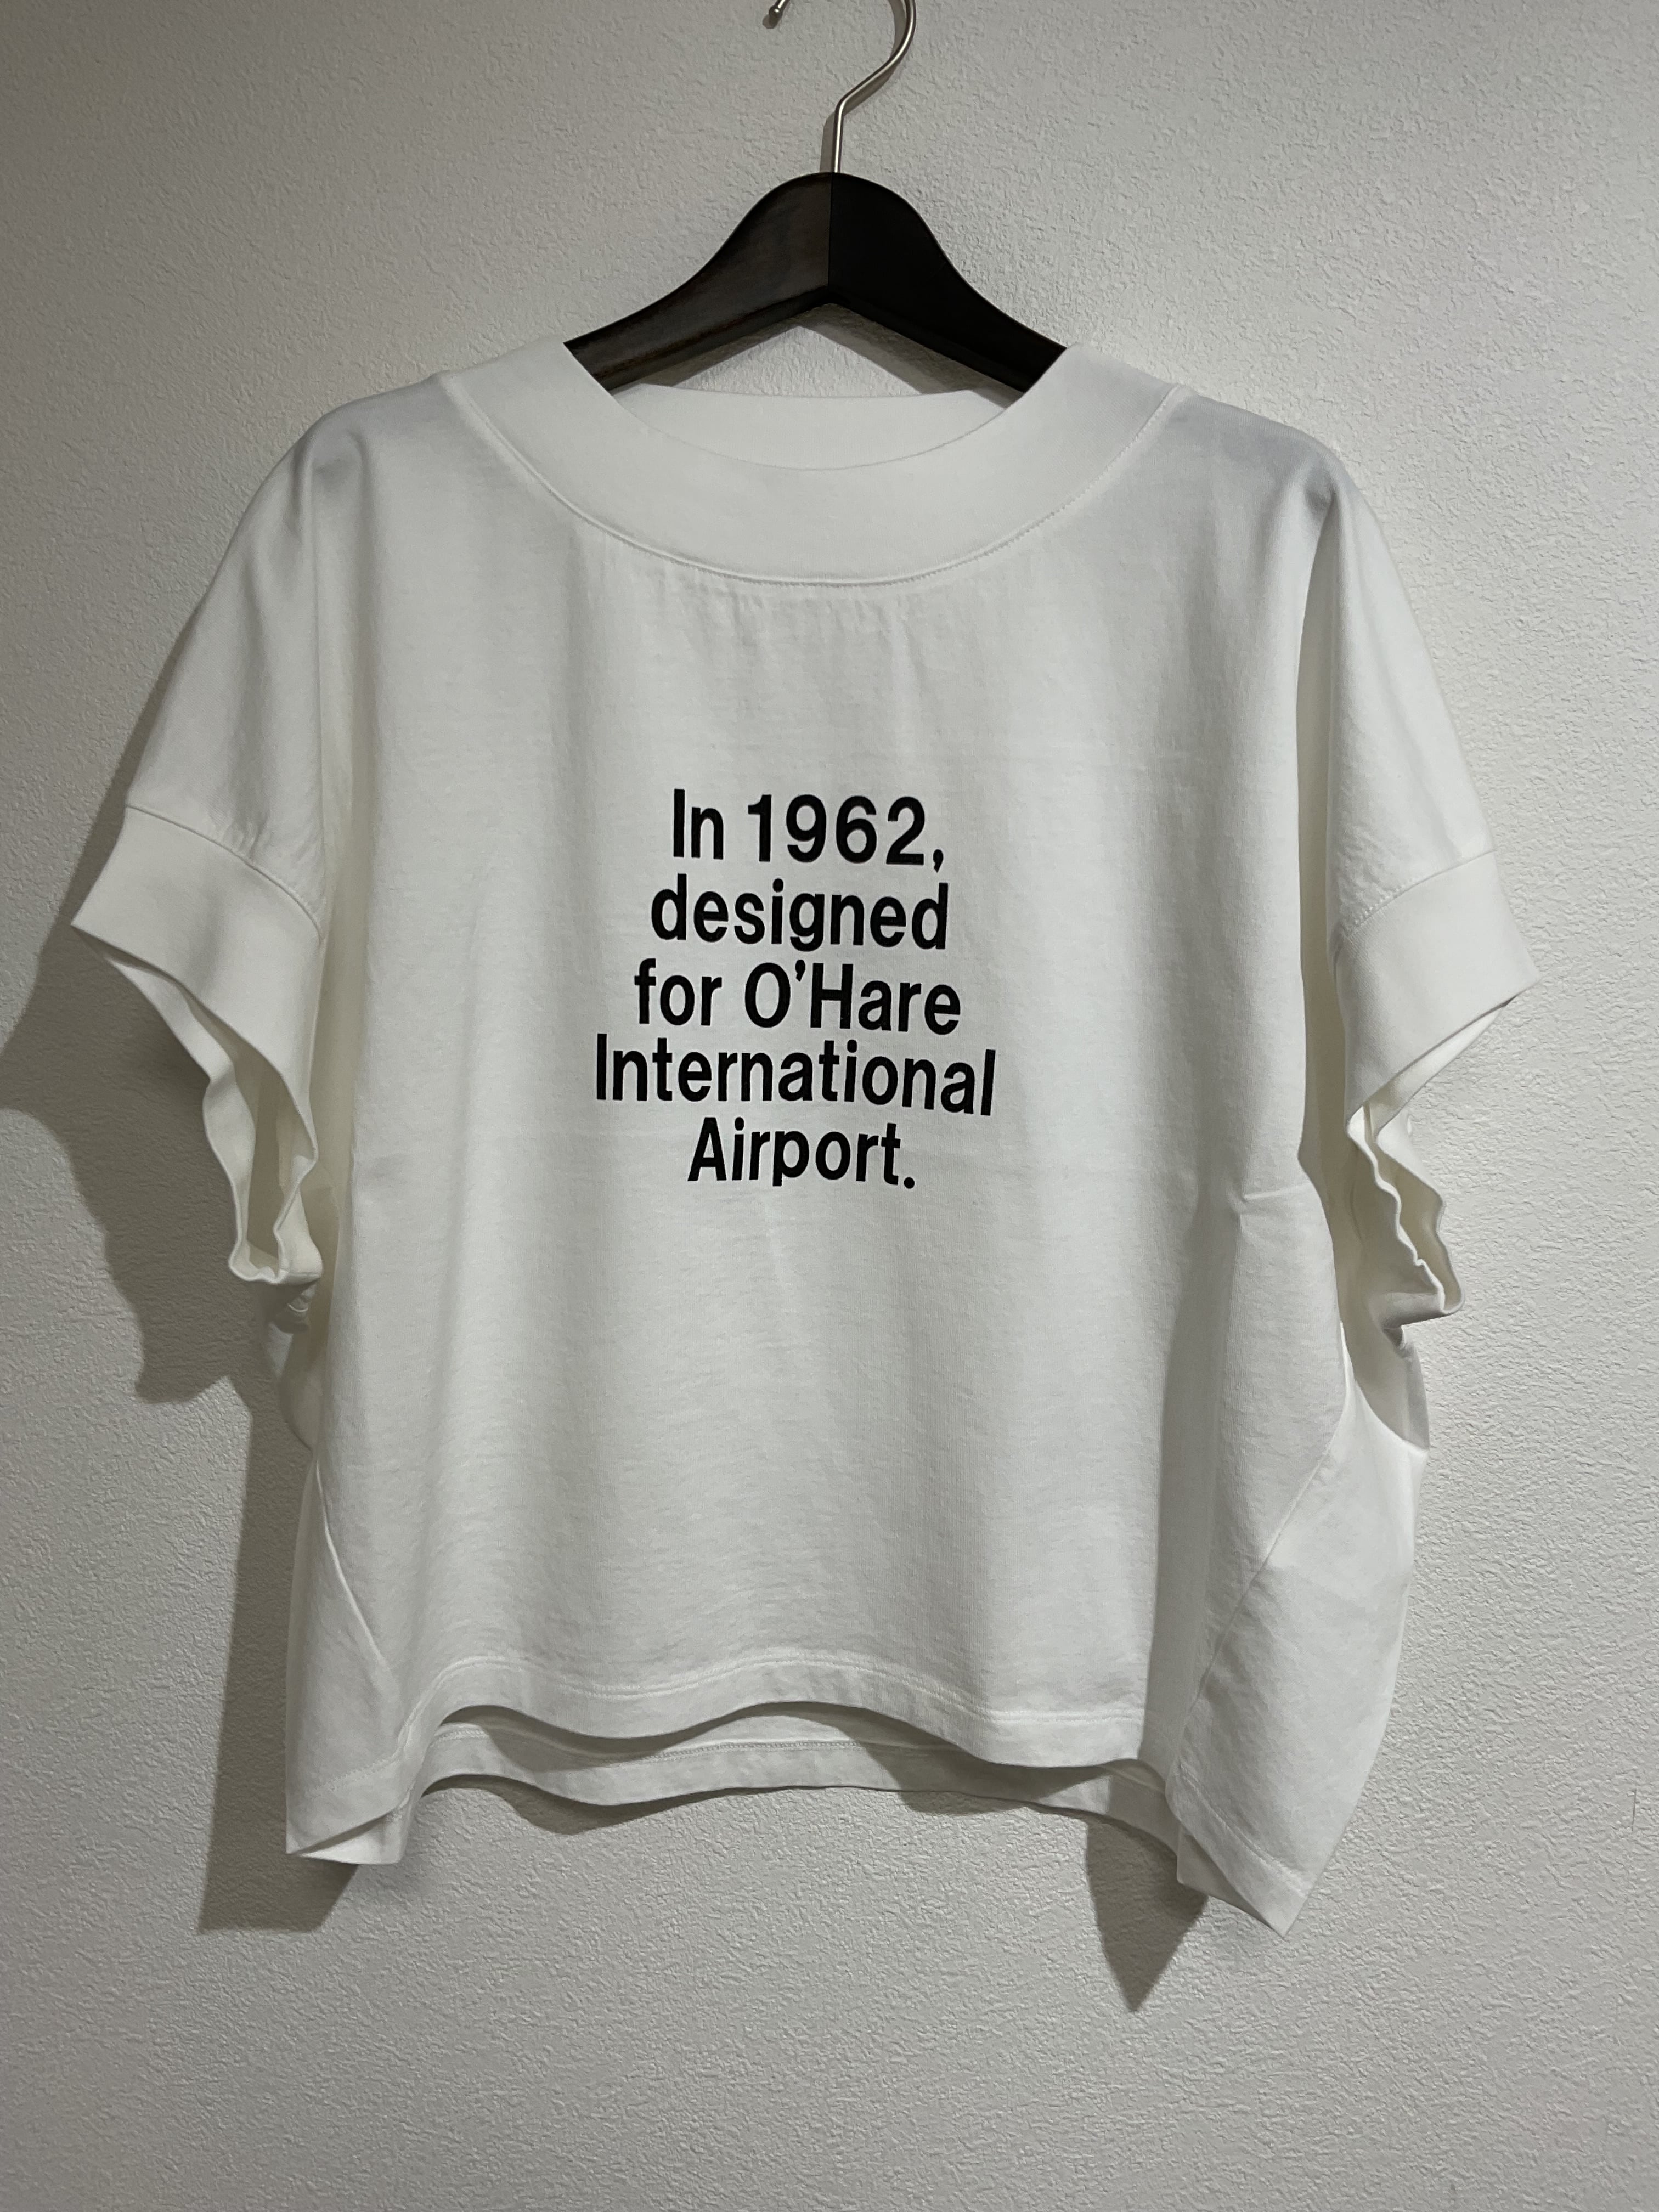 In 1962,
designed
for O'Hare
International
Airport.